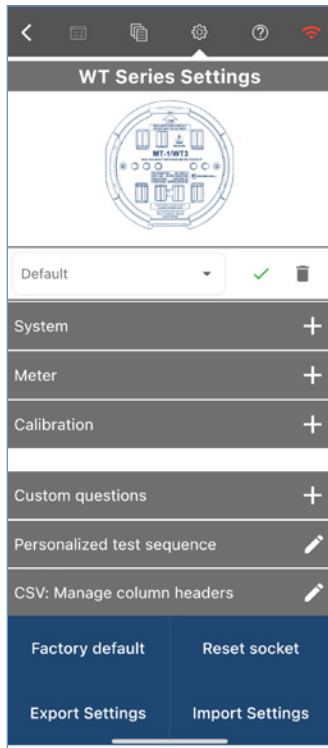 WT Series Settings
MT-1/WT3
Default
System
Meter
Calibration
Custom questions
Personalized test sequence
CSV: Manage column headers
Factory default
Reset socket
Export Settings
Import Settings